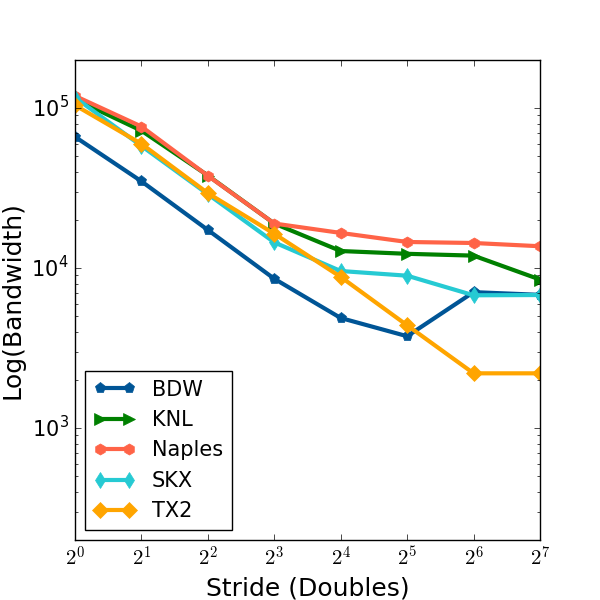 10^5
10^4
10^3
Log(Bandwidth)
BDW
KNL
Naples
SKX
TX2
2^0 2^1 2^2 2^3 2^4 2^5 2^6 2^7
Stride (Doubles)